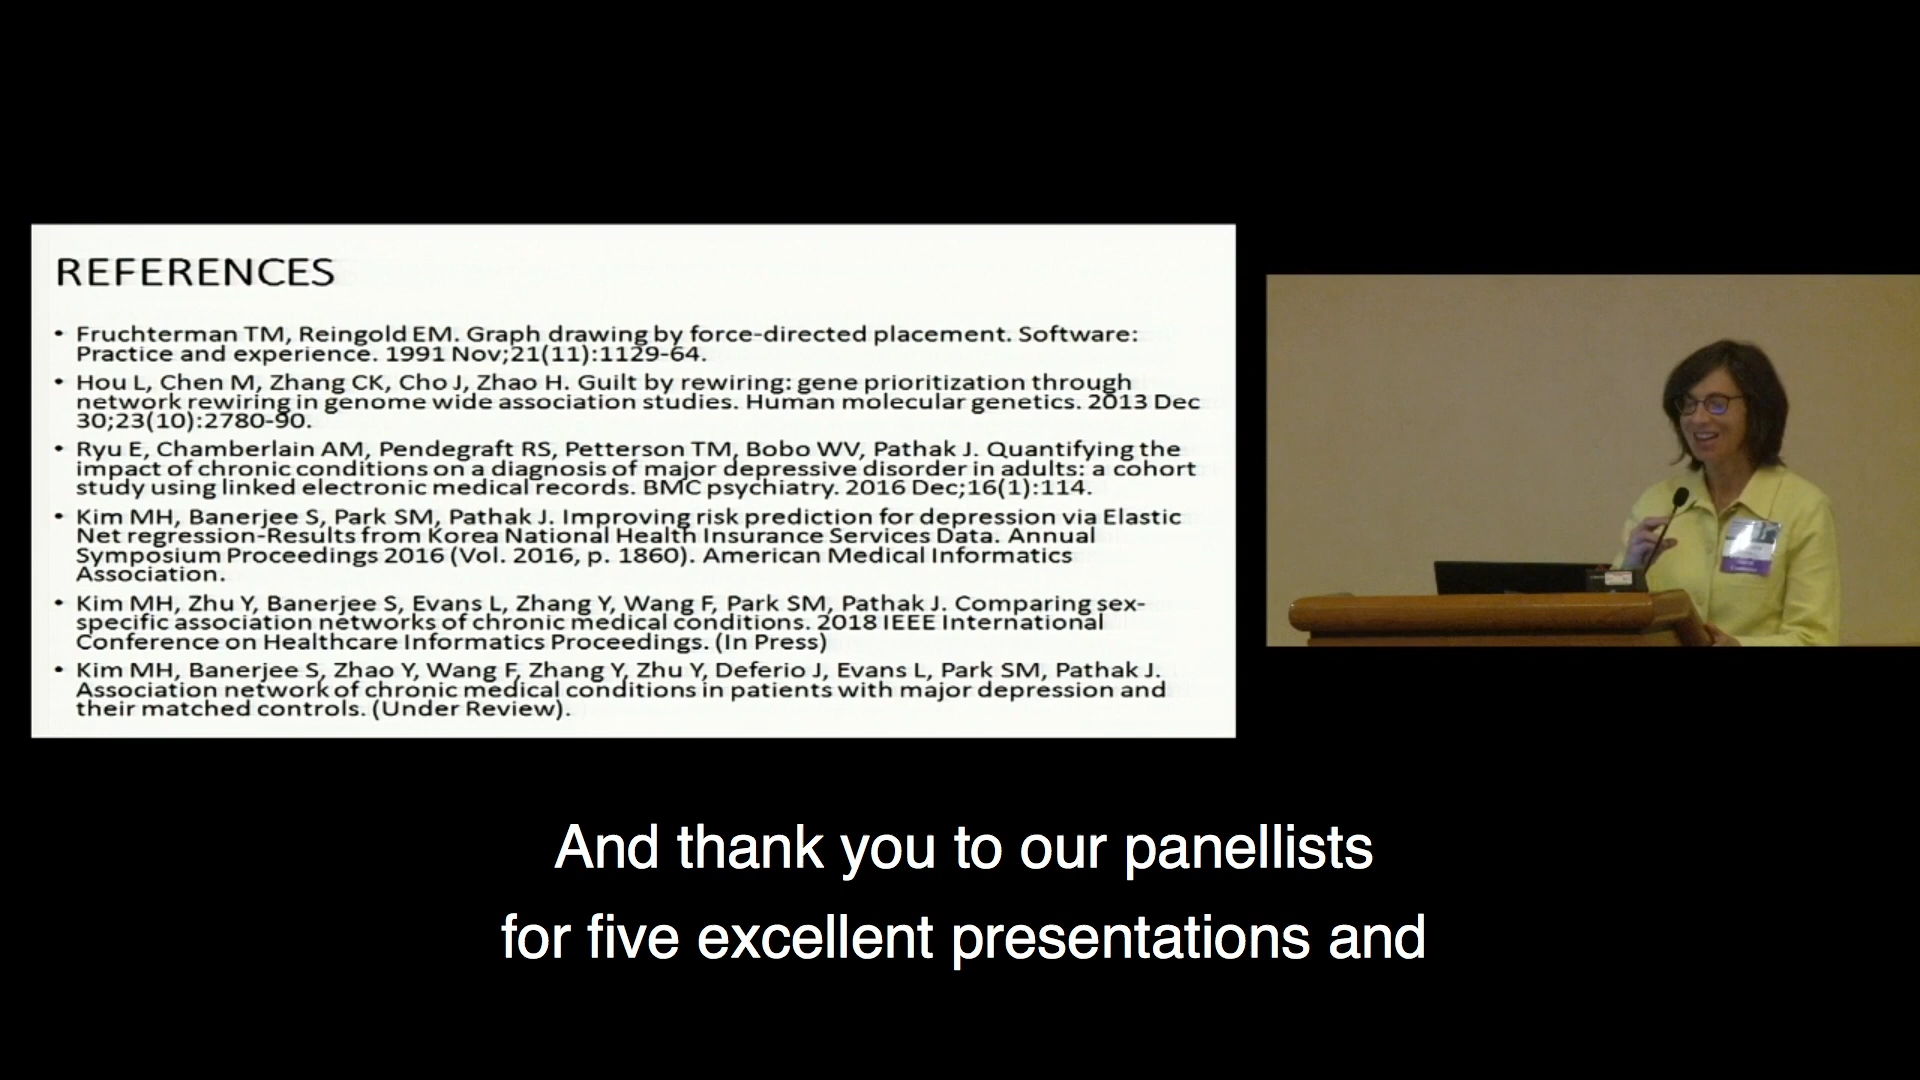 REFERENCES
• Fruchterman TM, Reingold EM. Graph drawing by force-directed placement. Software:
Practice and experience. 1991 Nov;21(11):1129-64.
• Hou L, Chen M, Zhang CK, Cho J, Zhao H. Guilt by rewiring: gene prioritization through
network rewiring in genome wide association studies. Human molecular genetics. 2013 Dec
30;23(10):2780-90.
• Ryu E, Chamberlain AM, Pendegraft RS, Petterson TM, Bobo WV, Pathak J. Quantifying the
impact of chronic conditions on a diagnosis of major depressive disorder in adults: a cohort
study using linked electronic medical records. BMC psychiatry. 2016 Dec;16(1):114.
• Kim MH, Banerjee S, Park SM, Pathak J. Improving risk prediction for depression via Elastic
Net regression-Results from Korea National Health Insurance Services Data. Annual
Symposium Proceedings 2016 (Vol. 2016, p. 1860). American Medical Informatics
Association.
• Kim MH, Zhu Y, Banerjee S, Evans L, Zhang Y, Wang F, Park SM, Pathak J. Comparing sex-
specific association networks of chronic medical conditions. 2018 IEEE International
Conference on Healthcare Informatics Proceedings. (In Press)
• Kim MH, Banerjee S, Zhao Y, Wang F, Zhang Y, Zhu Y, Deferio J, Evans L, Park SM, Pathak J.
Association network of chronic medical conditions in patients with major depression and
their matched controls. (Under Review).
And thank you to our panellists
for five excellent presentations and